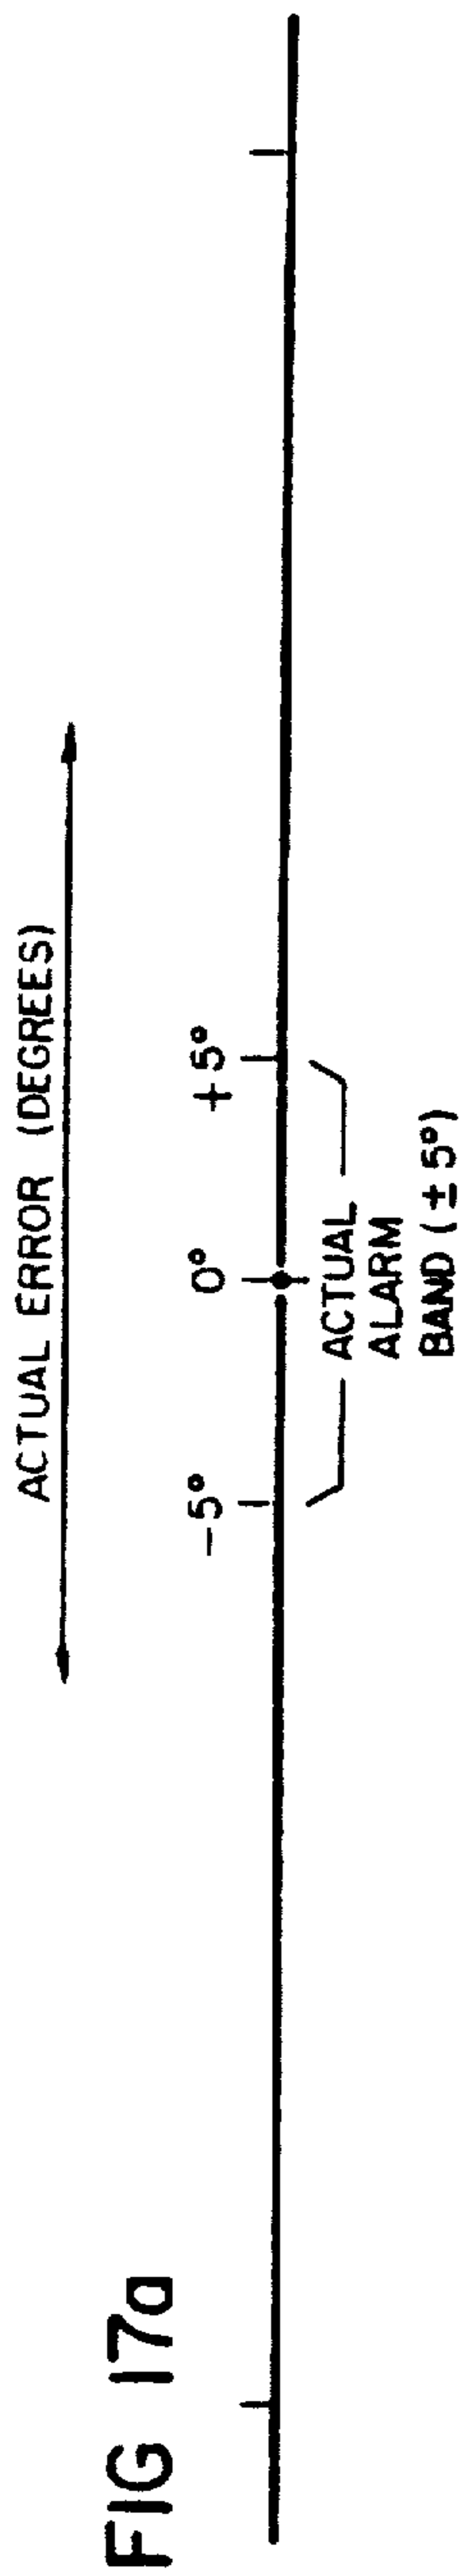 FIG 17a
ACTUAL ERROR (DEGREES)
-5° 0° +5°
ACTUAL
ALARM
BAND (± 5°)